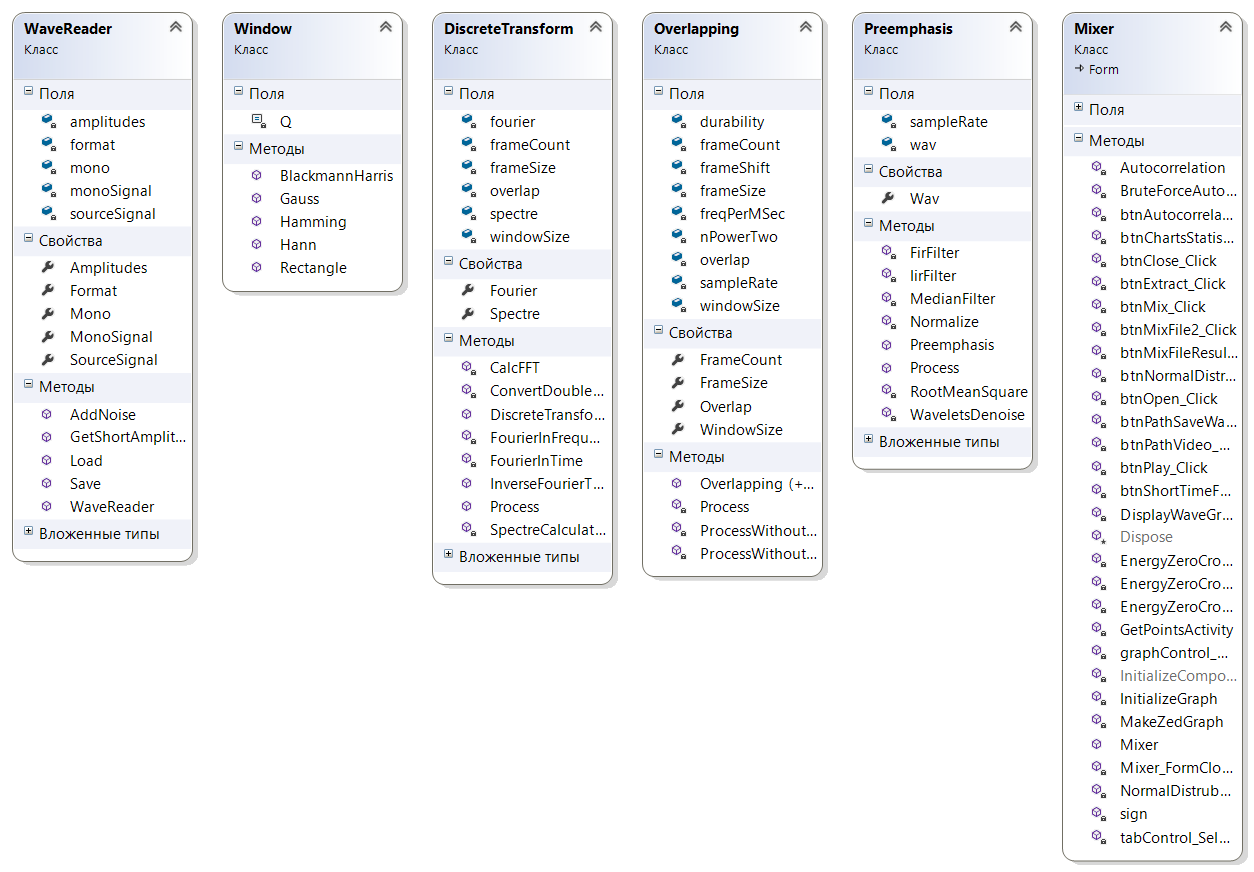 WaveReader
Класс
Поля
amplitudes
format
mono
monoSignal
sourceSignal
Свойства
Amplitudes
Format
Mono
MonoSignal
SourceSignal
Методы
AddNoise
GetShortAmplit...
Load
Save
WaveReader
Вложенные типы
Window
Класс
Поля
Q
Методы
BlackmannHarris
Gauss
Hamming
Hann
Rectangle
DiscreteTransform
Класс
Поля
fourier
frameCount
frameSize
overlap
spectre
windowSize
Свойства
Fourier
Spectre
Методы
CalcFFT
ConvertDouble...
DiscreteTransfo...
FourierInFrequ...
FourierInTime
InverseFourierT...
Process
SpectreCalculat...
Вложенные типы
Overlapping
Класс
Поля
durability
frameCount
frameShift
frameSize
freqPerMSec
nPowerTwo
overlap
sampleRate
windowSize
Свойства
FrameCount
FrameSize
Overlap
WindowSize
Методы
Overlapping (+...
Process
ProcessWithout...
ProcessWithout...
Preemphasis
Класс
Поля
sampleRate
wav
Свойства
Wav
Методы
FirFilter
IirFilter
MedianFilter
Normalize
Preemphasis
Process
RootMeanSquare
WaveletsDenoise
Вложенные типы
Mixer
Класс
Form
Поля
Методы
Autocorrelation
BruteForceAuto...
btnAutocorrela...
btnChartsStatis...
btnClose_Click
btnExtract_Click
btnMix_Click
btnMixFile2_Click
btnMixFileResul...
btnNormalDistr...
btnOpen_Click
btnPathSaveWa...
btnPathVideo_...
btnPlay_Click
btnShortTimeF...
DisplayWaveGr...
Dispose
EnergyZeroCro...
EnergyZeroCro...
EnergyZeroCro...
GetPointsActivity
graphControl_...
InitializeCompo...
InitializeGraph
MakeZedGraph
Mixer
Mixer_FormClo...
NormalDistrub...
sign
tabControl_Sel...